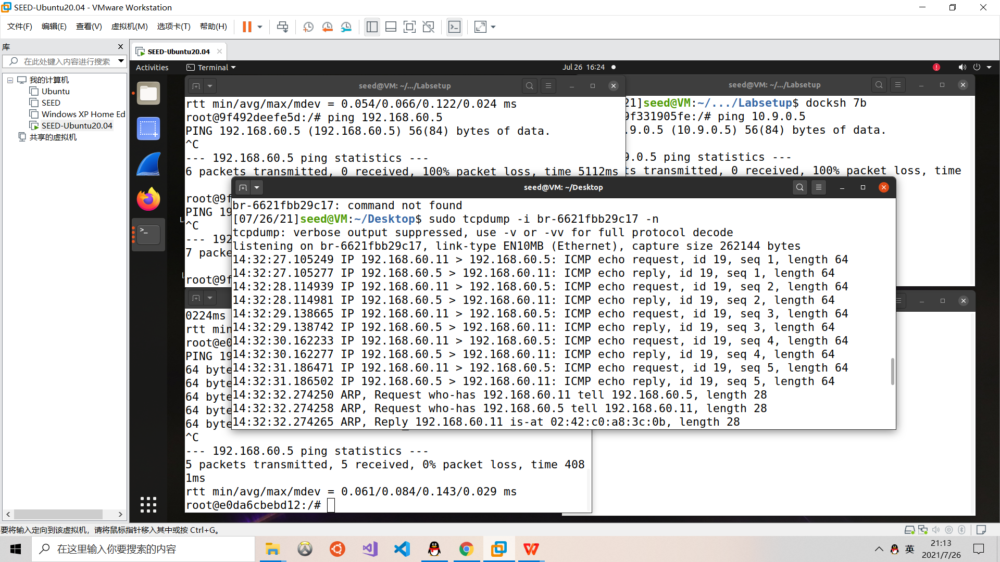 SEED-Ubuntu20.04 - VMware Workstation
文件(F) 编辑(E) 查看(V) 虚拟机(M) 选项卡(T) 帮助(H)
库
在此处键入内容进行搜索
我的计算机
Ubuntu
SEED
Windows XP Home Ed
SEED-Ubuntu20.04
共享的虚拟机
SEED-Ubuntu20.04
Activities Terminal Jul 26 16:24
seed@VM: ~/.../Labsetup
rtt min/avg/max/mdev = 0.054/0.066/0.122/0.024 ms
root@9f492deefe5d:/# ping 192.168.60.5
PING 192.168.60.5 (192.168.60.5) 56(84) bytes of data.
^C
--- 192.168.60.5 ping statistics ---
6 packets transmitted, 0 received, 100% packet loss, time 5112ms
root@9f
PING 19
^C
--- 192
7 packe
root@9f
seed@VM: ~/.../Labsetup
21]seed@VM:~/.../Labsetup$ docksh 7b
9f331905fe:/# ping 10.9.0.5
.9.0.5 (10.9.0.5) 56(84) bytes of data.
9.0.5 ping statistics ---
ts transmitted, 0 received, 100% packet loss, time
seed@VM: ~/Desktop
br-6621fbb29c17: command not found
[07/26/21]seed@VM:~/Desktop$ sudo tcpdump -i br-6621fbb29c17 -n
tcpdump: verbose output suppressed, use -v or -vv for full protocol decode
listening on br-6621fbb29c17, link-type EN10MB (Ethernet), capture size 262144 bytes
14:32:27.105249 IP 192.168.60.11 > 192.168.60.5: ICMP echo request, id 19, seq 1, length 64
14:32:27.105277 IP 192.168.60.5 > 192.168.60.11: ICMP echo reply, id 19, seq 1, length 64
14:32:28.114939 IP 192.168.60.11 > 192.168.60.5: ICMP echo request, id 19, seq 2, length 64
14:32:28.114981 IP 192.168.60.5 > 192.168.60.11: ICMP echo reply, id 19, seq 2, length 64
14:32:29.138665 IP 192.168.60.11 > 192.168.60.5: ICMP echo request, id 19, seq 3, length 64
14:32:29.138742 IP 192.168.60.5 > 192.168.60.11: ICMP echo reply, id 19, seq 3, length 64
14:32:30.162233 IP 192.168.60.11 > 192.168.60.5: ICMP echo request, id 19, seq 4, length 64
14:32:30.162277 IP 192.168.60.5 > 192.168.60.11: ICMP echo reply, id 19, seq 4, length 64
14:32:31.186471 IP 192.168.60.11 > 192.168.60.5: ICMP echo request, id 19, seq 5, length 64
14:32:31.186502 IP 192.168.60.5 > 192.168.60.11: ICMP echo reply, id 19, seq 5, length 64
14:32:32.274250 ARP, Request who-has 192.168.60.11 tell 192.168.60.5, length 28
14:32:32.274258 ARP, Request who-has 192.168.60.5 tell 192.168.60.11, length 28
14:32:32.274265 ARP, Reply 192.168.60.11 is-at 02:42:c0:a8:3c:0b, length 28
0224ms
rtt min
root@e0
PING 19
64 byte
64 byte
64 byte
64 byte
64 byte
^C
--- 192.168.60.5 ping statistics ---
5 packets transmitted, 5 received, 0% packet loss, time 408
1ms
rtt min/avg/max/mdev = 0.061/0.084/0.143/0.029 ms
root@e0da6cbebd12:/#
要将输入定向到该虚拟机，请将鼠标指针移入其中或按 Ctrl+G。
在这里输入你要搜索的内容
英
21:13
2021/7/26